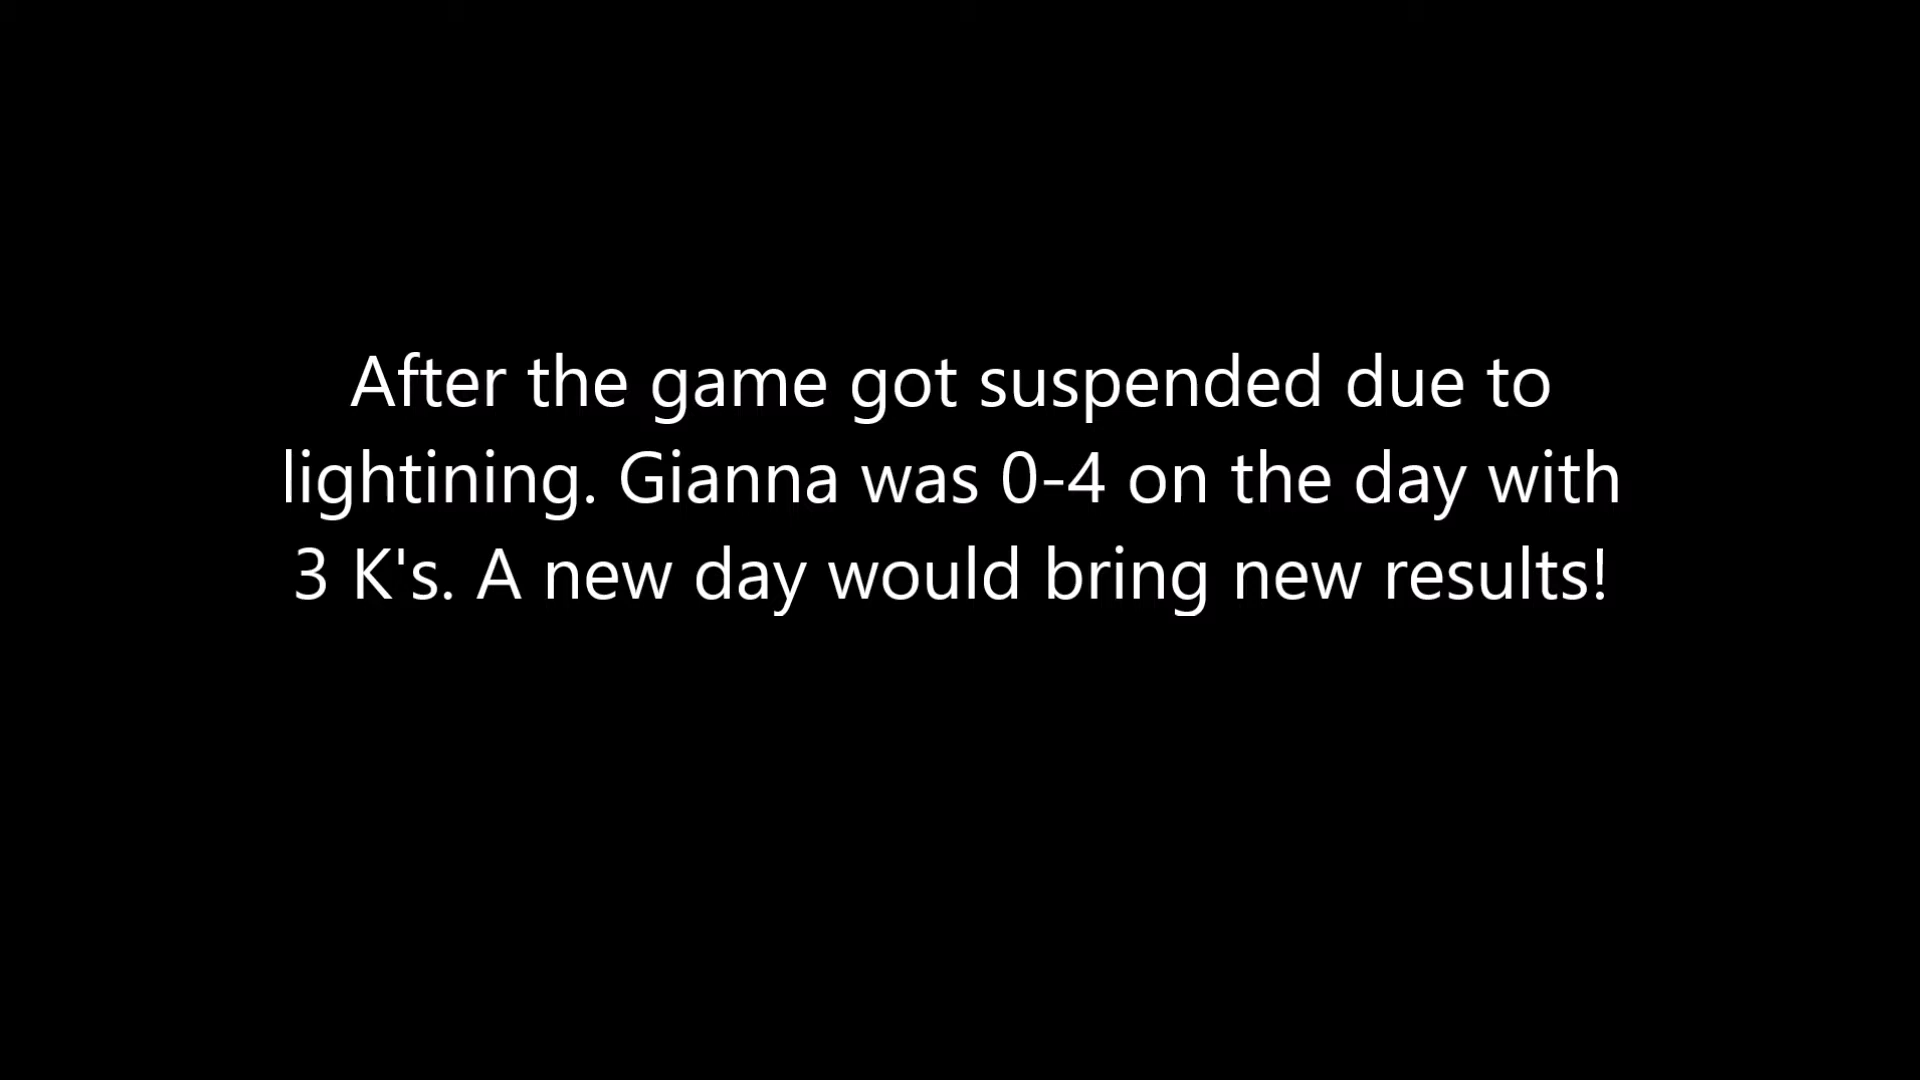 After the game got suspended due to
lightining. Gianna was 0-4 on the day with
3 K's. A new day would bring new results!